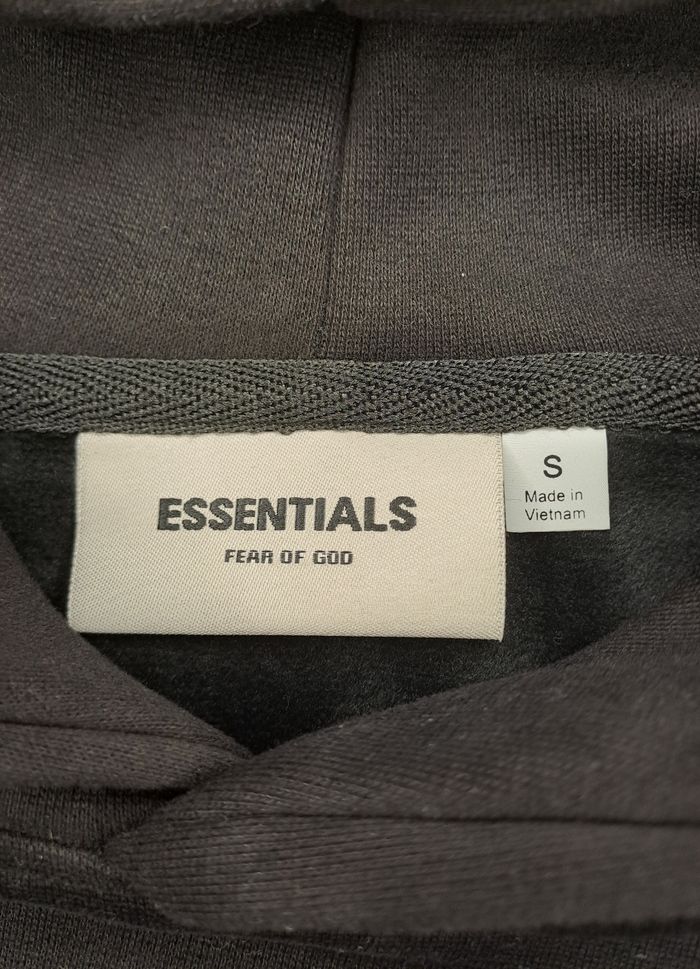 ESSENTIALS
FEAR OF GOD
S
Made in
Vietnam